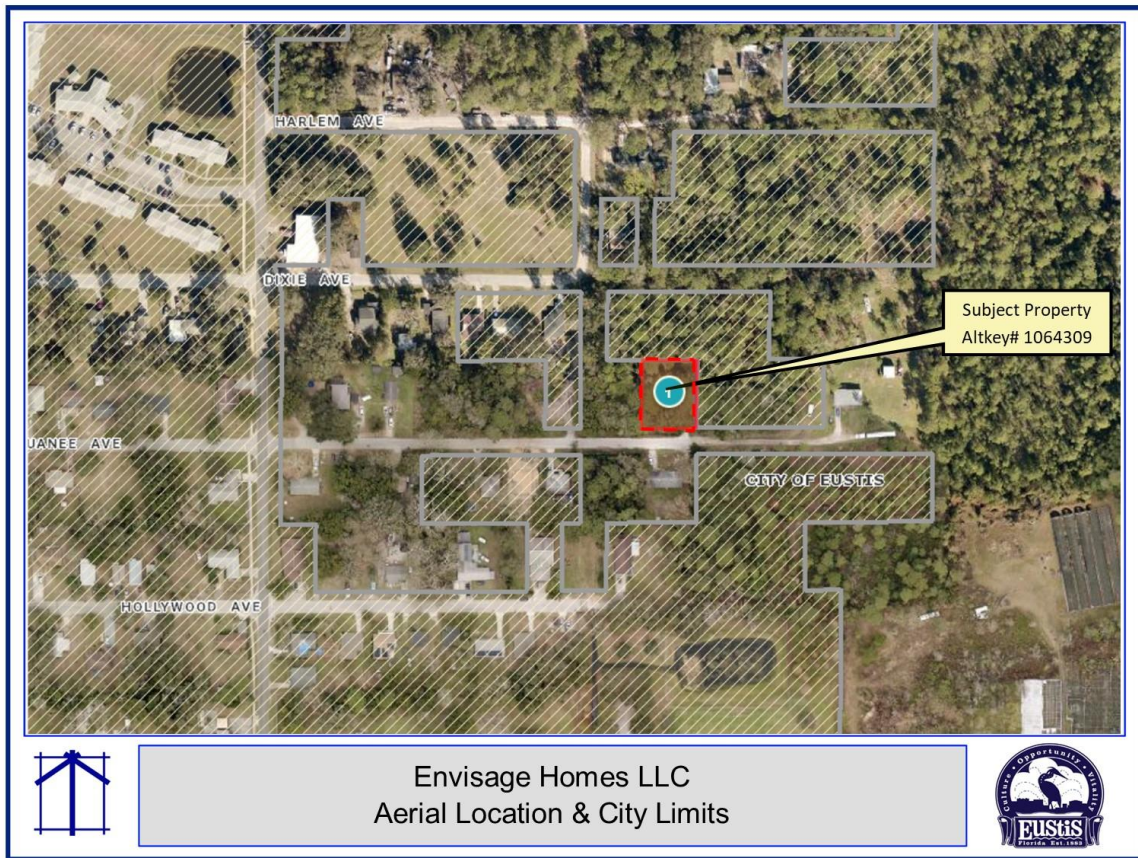 HARLEM AVE
DIXIE AVE
Subject Property
Altkey# 1064309
1
UANEE AVE
CITY OF EUSTIS
HOLLYWOOD AVE
Envisage Homes LLC
Aerial Location & City Limits
Culture • Opportunity • Vitality
EUSTIS
Florida Est.1883